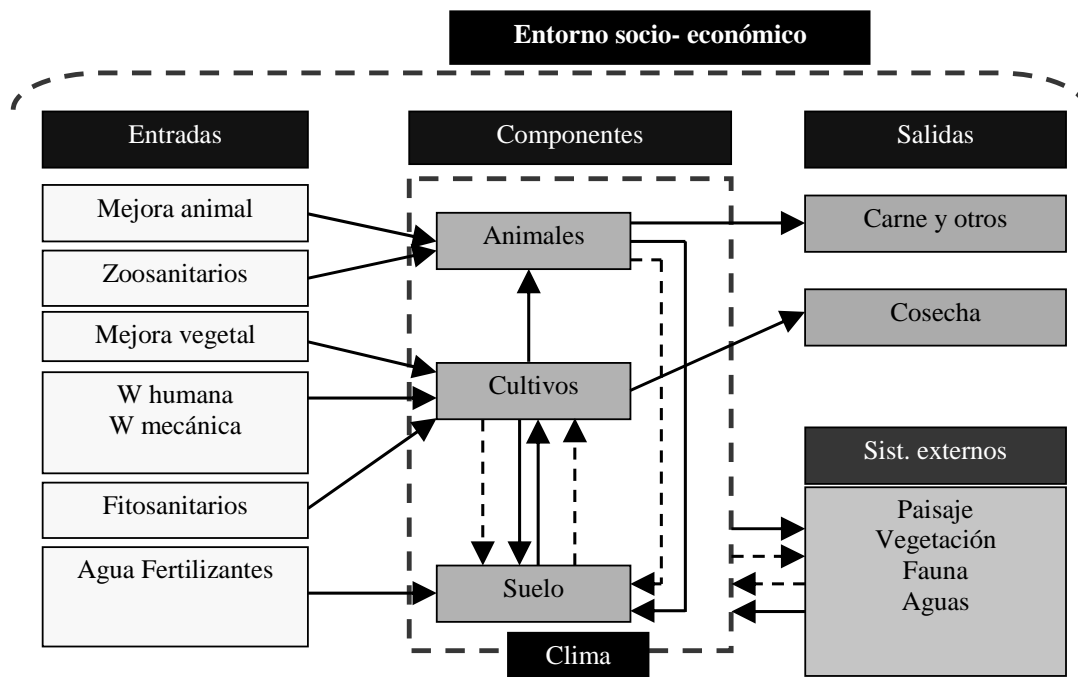 Entorno socio- económico
Entradas
Componentes
Salidas
Mejora animal
Zoosanitarios
Mejora vegetal
W humana
W mecánica
Fitosanitarios
Agua Fertilizantes
Animales
Cultivos
Suelo
Clima
Carne y otros
Cosecha
Sist. externos
Paisaje
Vegetación
Fauna
Aguas